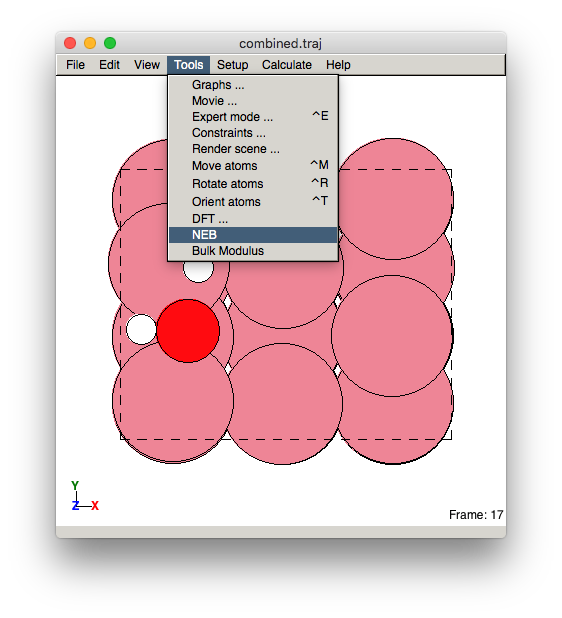 combined.traj
File Edit View Tools Setup Calculate Help
Graphs ...
Movie ...
Expert mode ... ^E
Constraints ...
Render scene ...
Move atoms ^M
Rotate atoms ^R
Orient atoms ^T
DFT ...
NEB
Bulk Modulus
Y
Z X
Frame: 17